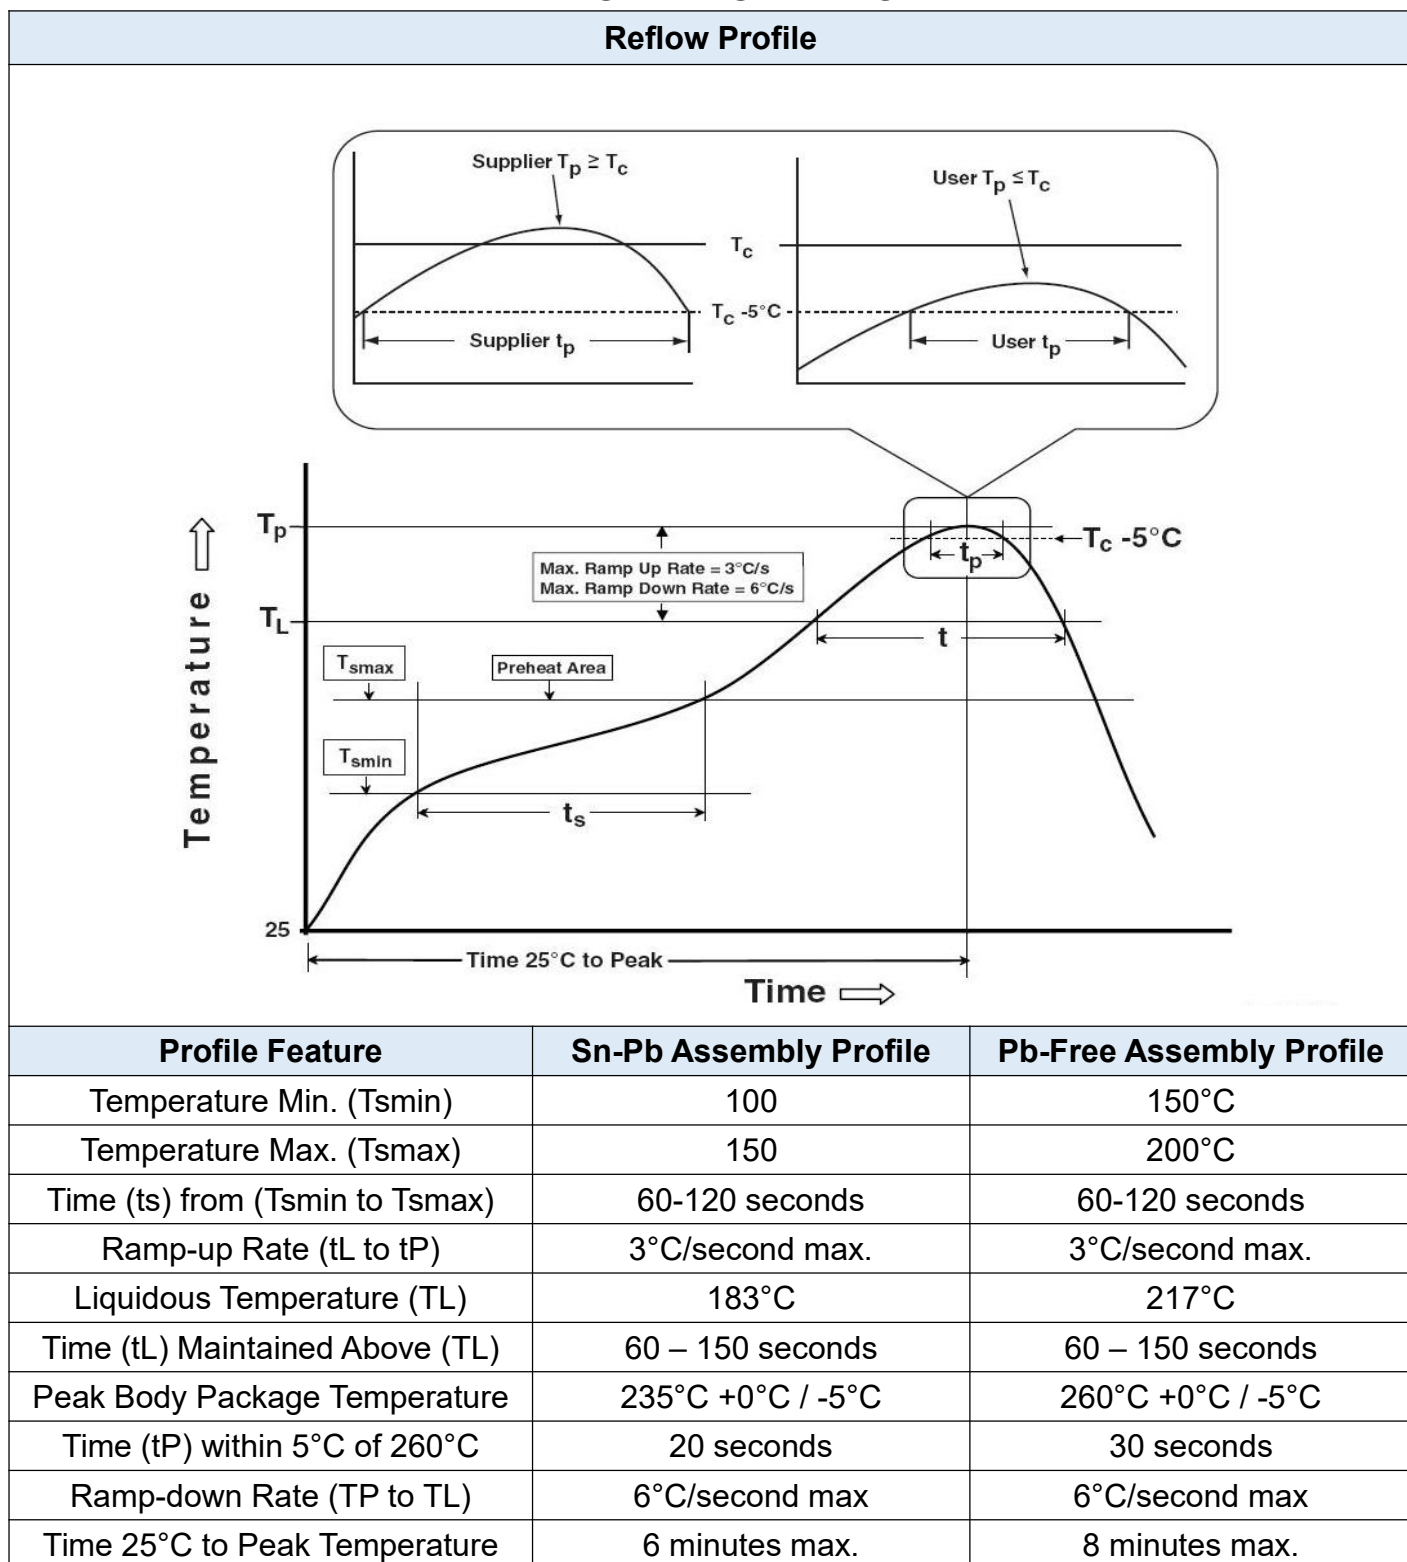 Reflow Profile
Supplier Tp ≥ Tc
User Tp ≤ Tc
Tc
Tc -5°C
Supplier tp
User tp
Tp
Tc -5°C
tp
Max. Ramp Up Rate = 3°C/s
Max. Ramp Down Rate = 6°C/s
TL
t
Tsmax
Preheat Area
Tsmin
ts
Temperature
25
Time 25°C to Peak
Time
Profile Feature Sn-Pb Assembly Profile Pb-Free Assembly Profile
Temperature Min. (Tsmin) 100 150°C
Temperature Max. (Tsmax) 150 200°C
Time (ts) from (Tsmin to Tsmax) 60-120 seconds 60-120 seconds
Ramp-up Rate (tL to tP) 3°C/second max. 3°C/second max.
Liquidous Temperature (TL) 183°C 217°C
Time (tL) Maintained Above (TL) 60 – 150 seconds 60 – 150 seconds
Peak Body Package Temperature 235°C +0°C / -5°C 260°C +0°C / -5°C
Time (tP) within 5°C of 260°C 20 seconds 30 seconds
Ramp-down Rate (TP to TL) 6°C/second max 6°C/second max
Time 25°C to Peak Temperature 6 minutes max. 8 minutes max.